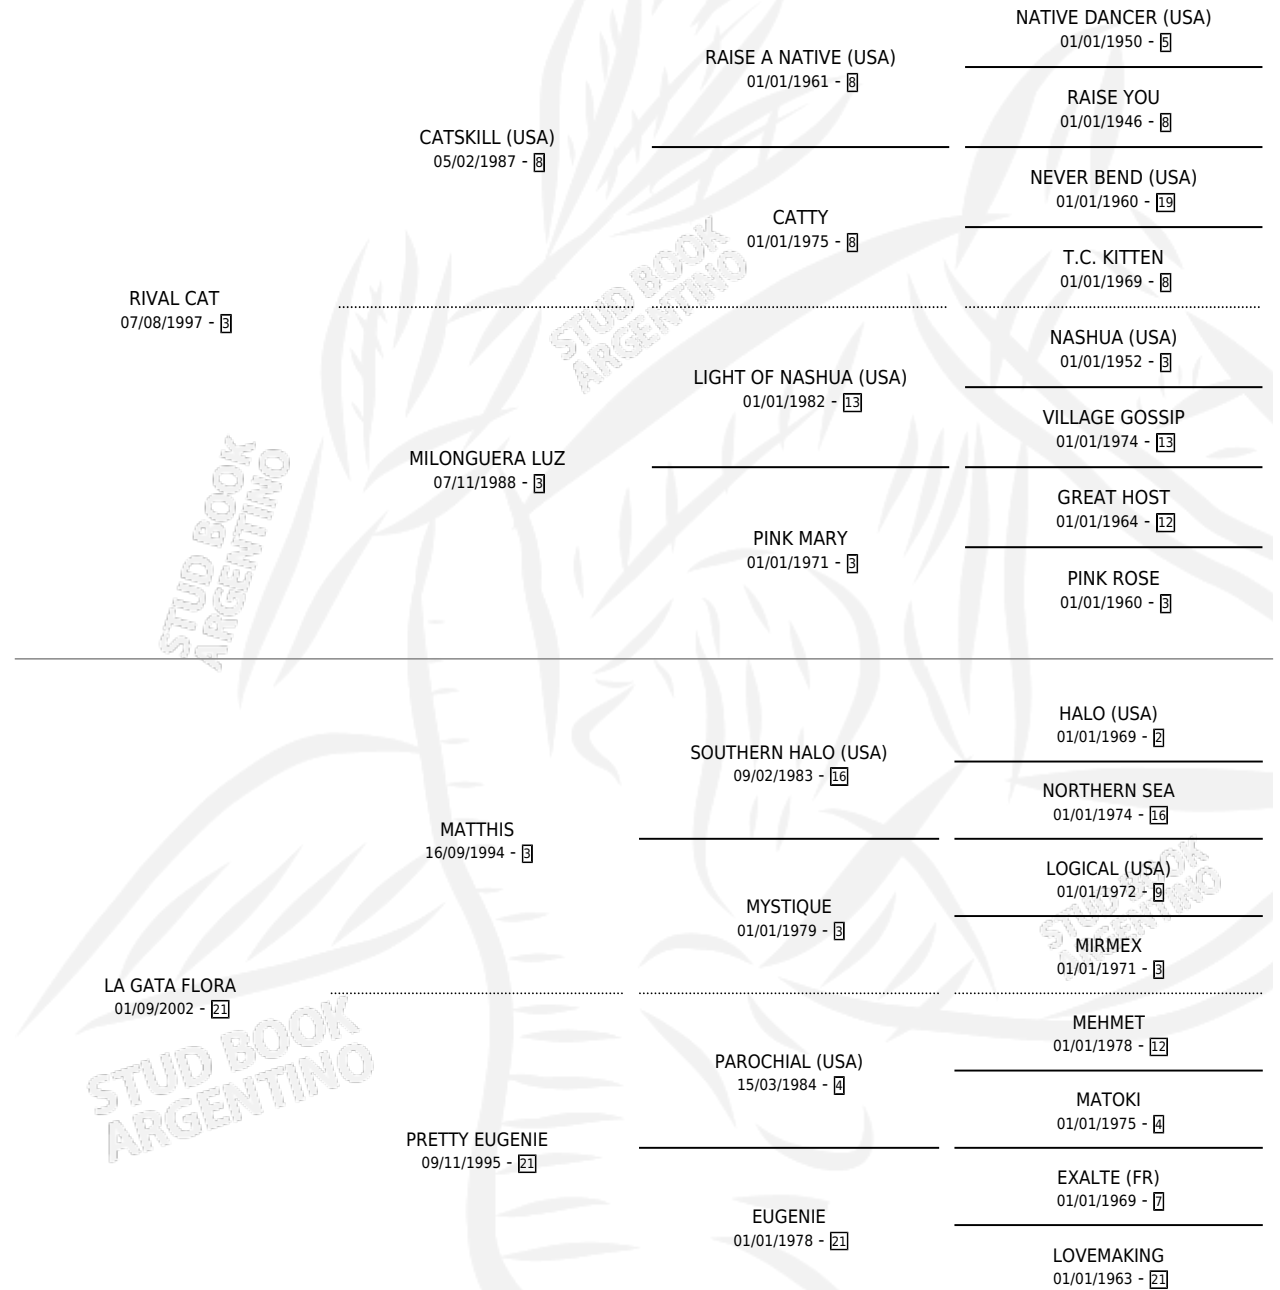 NATIVE DANCER (USA)
01/01/1950 - 5
RAISE A NATIVE (USA)
01/01/1961 - 8
RAISE YOU
01/01/1946 - 8
CATSKILL (USA)
05/02/1987 - 8
NEVER BEND (USA)
01/01/1960 - 19
CATTY
01/01/1975 - 8
T.C. KITTEN
01/01/1969 - 8
RIVAL CAT
07/08/1997 - 3
NASHUA (USA)
01/01/1952 - 3
LIGHT OF NASHUA (USA)
01/01/1982 - 13
VILLAGE GOSSIP
01/01/1974 - 13
MILONGUERA LUZ
07/11/1988 - 3
GREAT HOST
01/01/1964 - 12
PINK MARY
01/01/1971 - 3
PINK ROSE
01/01/1960 - 3
HALO (USA)
01/01/1969 - 2
SOUTHERN HALO (USA)
09/02/1983 - 16
NORTHERN SEA
01/01/1974 - 16
MATTHIS
16/09/1994 - 3
LOGICAL (USA)
01/01/1972 - 9
MYSTIQUE
01/01/1979 - 3
MIRMEX
01/01/1971 - 3
LA GATA FLORA
01/09/2002 - 21
MEHMET
01/01/1978 - 12
PAROCHIAL (USA)
15/03/1984 - 4
MATOKI
01/01/1975 - 4
PRETTY EUGENIE
09/11/1995 - 21
EXALTE (FR)
01/01/1969 - 7
EUGENIE
01/01/1978 - 21
LOVEMAKING
01/01/1963 - 21
STUD BOOK
ARGENTINO
STUD BOOK
ARGENTINO
STUD BOOK
ARGENTINO
STUD BOOK
ARGENTINO